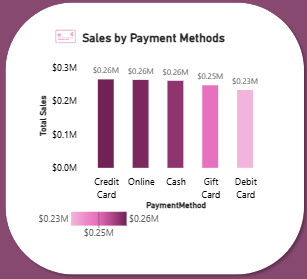 Sales by Payment Methods
$0.3M
$0.2M
$0.1M
$0.0M
Total Sales
$0.26M $0.26M $0.26M $0.25M $0.23M
Credit Card Online Cash Gift Card Debit Card
PaymentMethod
$0.23M $0.26M
$0.25M